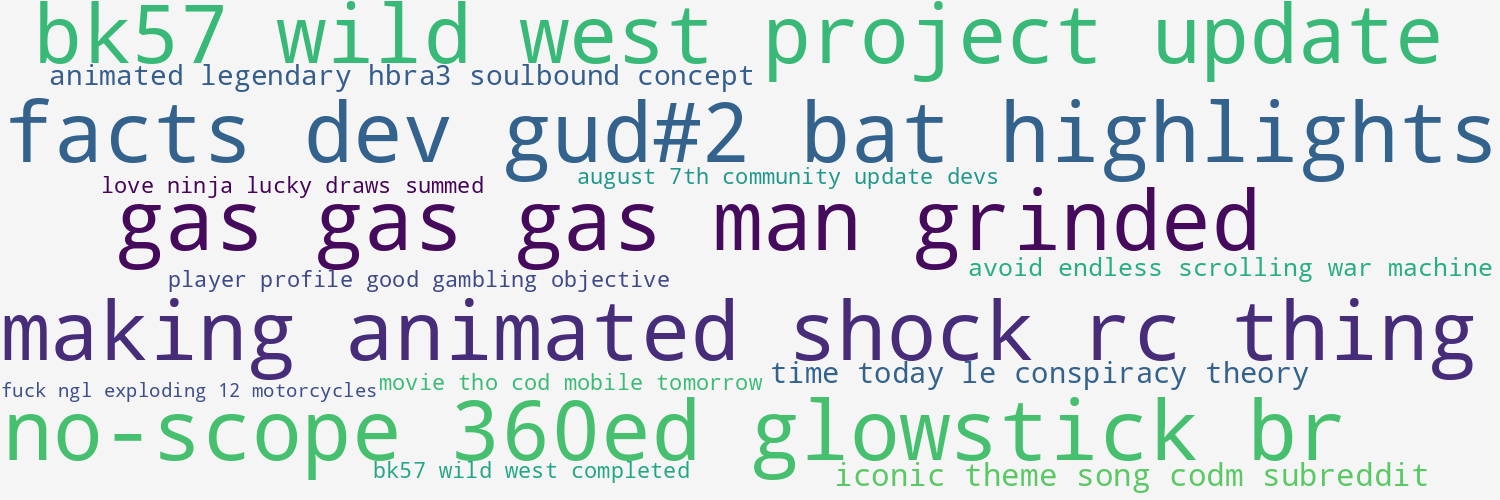 bk57 wild west project update
animated legendary hbra3 soulbound concept
facts dev gud#2 bat highlights
love ninja lucky draws summed
august 7th community update devs
gas gas gas man grinded
avoid endless scrolling war machine
player profile good gambling objective
making animated shock rc thing
time today le conspiracy theory
fuck ngl exploding 12 motorcycles
movie tho cod mobile tomorrow
no-scope 360ed glowstick br
bk57 wild west completed
iconic theme song codm subreddit